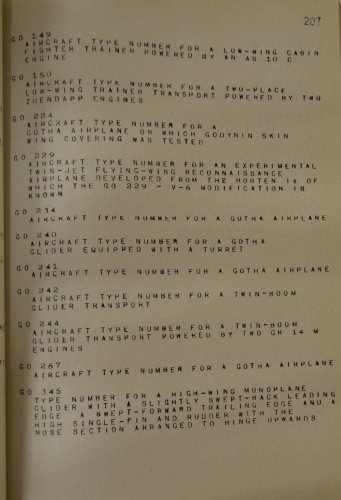 207
GO 149
AIRCRAFT TYPE NUMBER FOR A LOW-WING CABIN
FIGHTER TRAINER POWERED BY AN AS 10 C
ENGINE
GO 150
AIRCRAFT TYPE NUMBER FOR A TWO-PLACE
LOW-WING TRAINER TRANSPORT POWERED BY TWO
ZUENDAPP ENGINES
GO 224
AIRCRAFT TYPE NUMBER FOR A
GOTHA AIRPLANE ON WHICH GODYNIN SKIN
WING COVERING WAS TESTED
GO 229
AIRCRAFT TYPE NUMBER FOR AN EXPERIMENTAL
TWIN-JET FLYING-WING RECONNAISSANCE
AIRPLANE DEVELOPED FROM THE HORTEN IX OF
WHICH THE GO 229 - V-6 MODIFICATION IS
KNOWN
GO 234
AIRCRAFT TYPE NUMBER FOR A GOTHA AIRPLANE
GO 240
AIRCRAFT TYPE NUMBER FOR A GOTHA
GLIDER EQUIPPED WITH A TURRET
GO 241
AIRCRAFT TYPE NUMBER FOR A GOTHA AIRPLANE
GO 242
AIRCRAFT TYPE NUMBER FOR A TWIN-BOOM
GLIDER TRANSPORT
GO 244
AIRCRAFT TYPE NUMBER FOR A TWIN-BOOM
GLIDER TRANSPORT POWERED BY TWO GR 14 M
ENGINES
GO 267
AIRCRAFT TYPE NUMBER FOR A GOTHA AIRPLANE
GO 345
TYPE NUMBER FOR A HIGH-WING MONOPLANE
GLIDER WITH A SLIGHTLY SWEPT-BACK LEADING
EDGE A SWEPT-FORWARD TRAILING EDGE AND A
HIGH SINGLE-FIN AND RUDDER WITH THE
NOSE SECTION ARRANGED TO HINGE UPWARDS